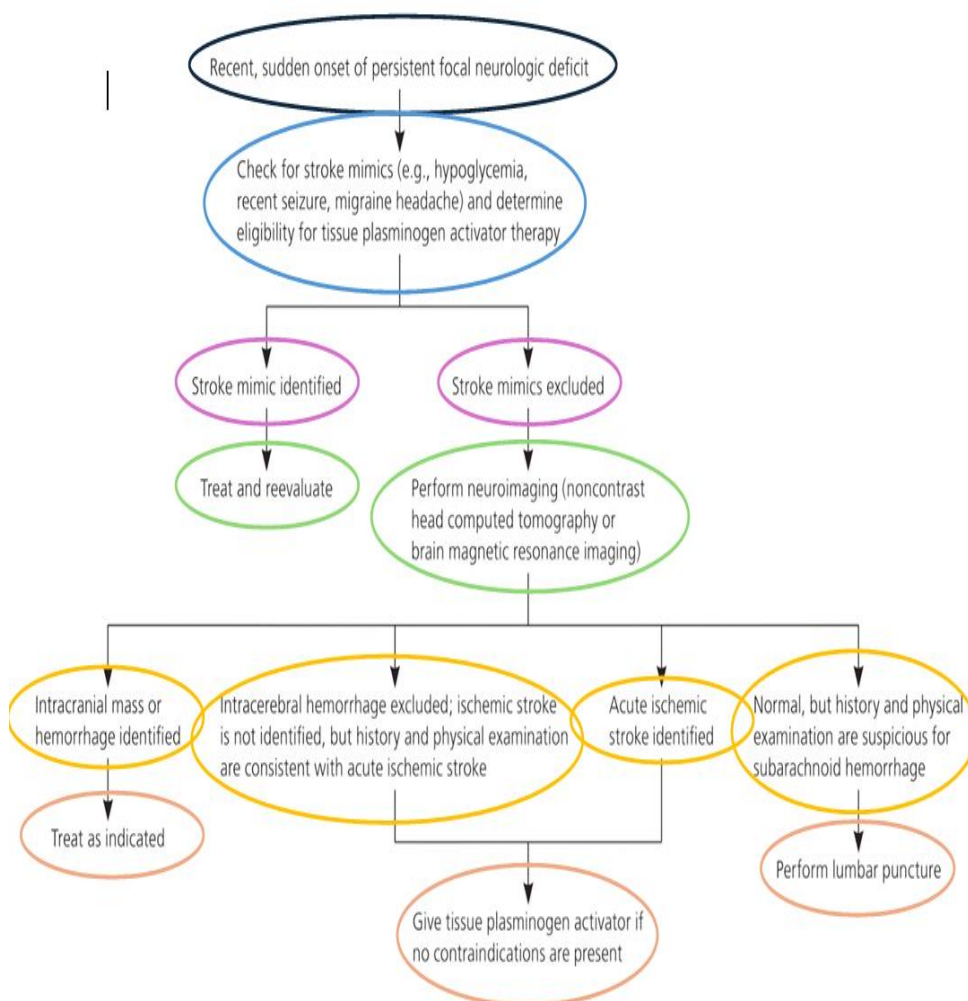 Recent, sudden onset of persistent focal neurologic deficit
Check for stroke mimics (e.g., hypoglycemia,
recent seizure, migraine headache) and determine
eligibility for tissue plasminogen activator therapy
Stroke mimic identified
Stroke mimics excluded
Treat and reevaluate
Perform neuroimaging (noncontrast
head computed tomography or
brain magnetic resonance imaging)
Intracranial mass or
hemorrhage identified
Intracerebral hemorrhage excluded; ischemic stroke
is not identified, but history and physical examination
are consistent with acute ischemic stroke
Acute ischemic
stroke identified
Normal, but history and physical
examination are suspicious for
subarachnoid hemorrhage
Treat as indicated
Perform lumbar puncture
Give tissue plasminogen activator if
no contraindications are present